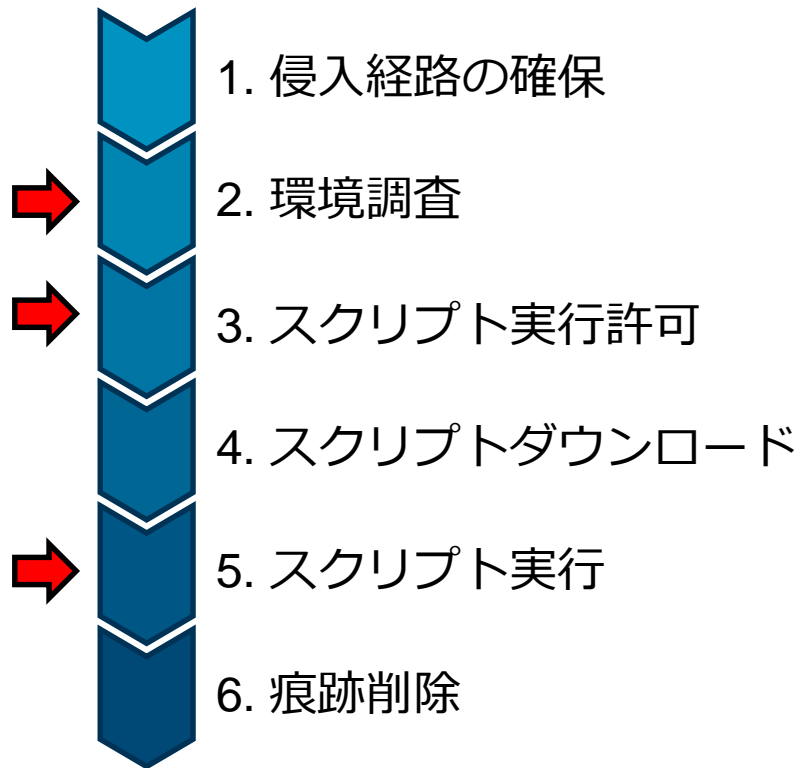 1. 侵入経路の確保
2. 環境調査
3. スクリプト実行許可
4. スクリプトダウンロード
5. スクリプト実行
6. 痕跡削除